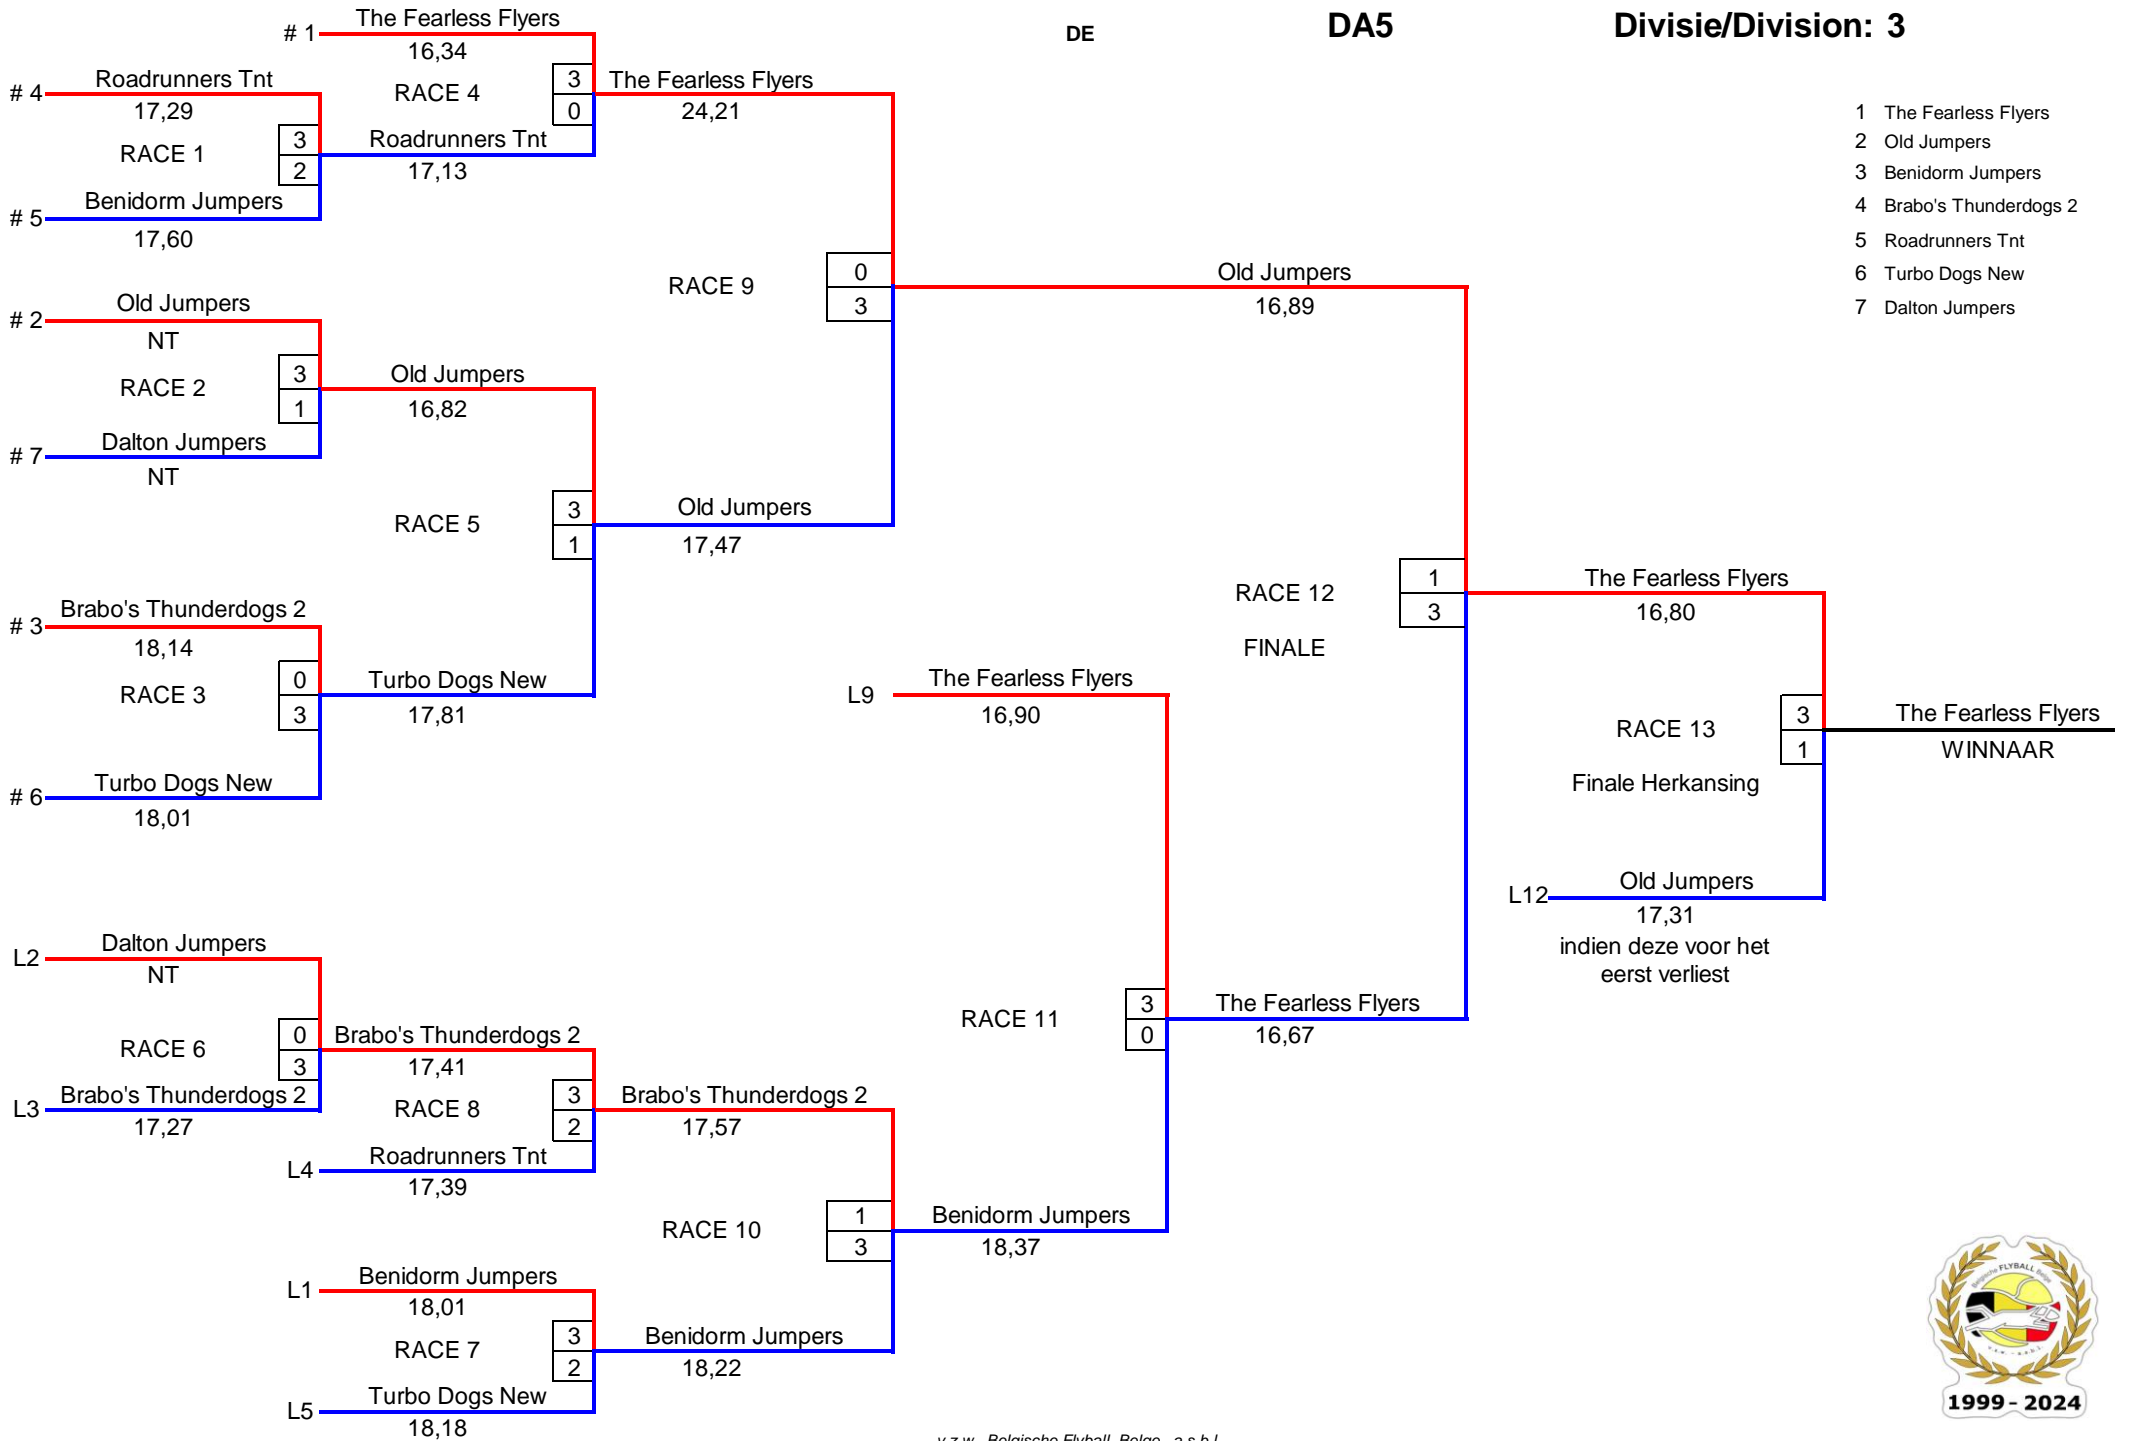 DE
DA5
Divisie/Division: 3
1 The Fearless Flyers
2 Old Jumpers
3 Benidorm Jumpers
4 Brabo's Thunderdogs 2
5 Roadrunners Tnt
6 Turbo Dogs New
7 Dalton Jumpers
# 1
The Fearless Flyers
16,34
# 4
Roadrunners Tnt
17,29
RACE 1
3
2
# 5
Benidorm Jumpers
17,60
RACE 4
3
0
Roadrunners Tnt
17,13
The Fearless Flyers
24,21
# 2
Old Jumpers
NT
RACE 2
3
1
# 7
Dalton Jumpers
NT
Old Jumpers
16,82
RACE 5
3
1
Old Jumpers
17,47
# 3
Brabo's Thunderdogs 2
18,14
RACE 3
0
3
Turbo Dogs New
17,81
# 6
Turbo Dogs New
18,01
RACE 9
0
3
Old Jumpers
16,89
RACE 12
1
3
FINALE
The Fearless Flyers
16,80
RACE 13
3
1
Finale Herkansing
The Fearless Flyers
WINNAAR
L12
Old Jumpers
17,31
indien deze voor het
eerst verliest
L9
The Fearless Flyers
16,90
RACE 11
3
0
The Fearless Flyers
16,67
L2
Dalton Jumpers
NT
RACE 6
0
3
L3
Brabo's Thunderdogs 2
17,27
Brabo's Thunderdogs 2
17,41
RACE 8
3
2
L4
Roadrunners Tnt
17,39
Brabo's Thunderdogs 2
17,57
RACE 10
1
3
Benidorm Jumpers
18,37
L1
Benidorm Jumpers
18,01
RACE 7
3
2
Benidorm Jumpers
18,22
L5
Turbo Dogs New
18,18
Belgische FLYBALL Belge
v.z.w. - a.s.b.l.
1999 - 2024
v.z.w. Belgische Flyball Belge a.s.b.l.